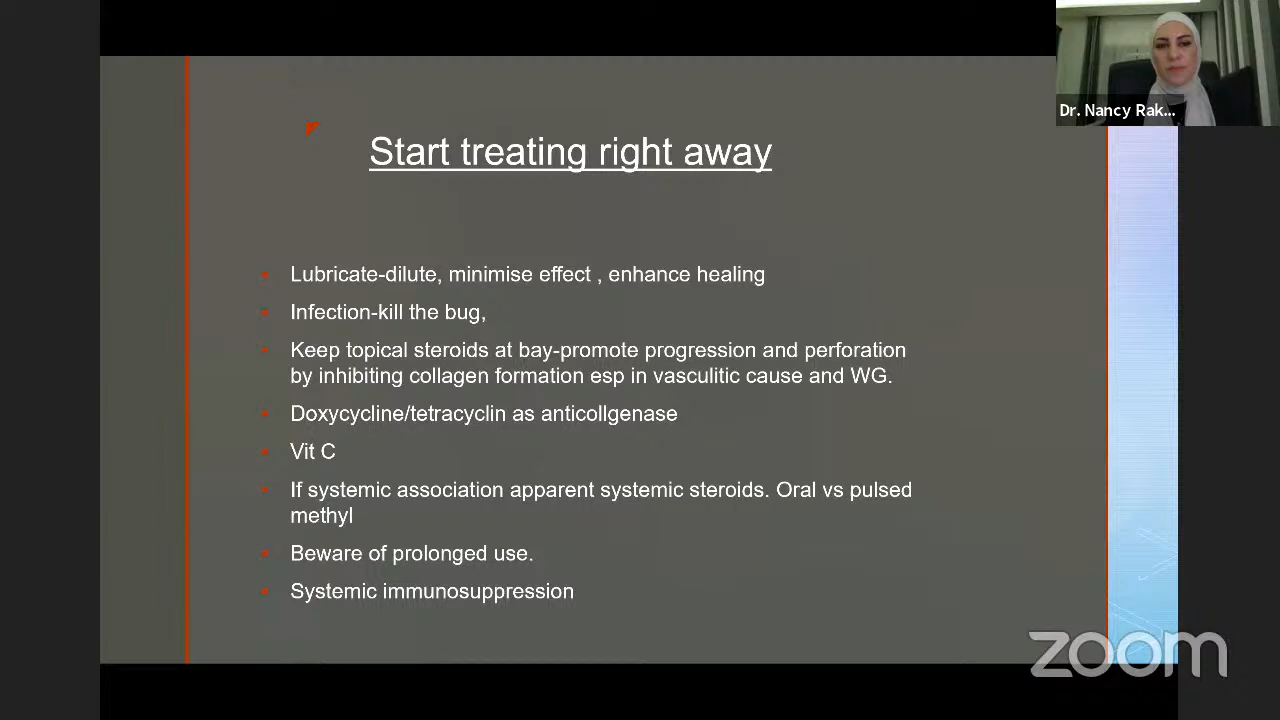 Dr. Nancy Rak...
Start treating right away
Lubricate-dilute, minimise effect , enhance healing
Infection-kill the bug,
Keep topical steroids at bay-promote progression and perforation
by inhibiting collagen formation esp in vasculitic cause and WG.
Doxycycline/tetracyclin as anticollgenase
Vit C
If systemic association apparent systemic steroids. Oral vs pulsed
methyl
Beware of prolonged use.
Systemic immunosuppression
zoom